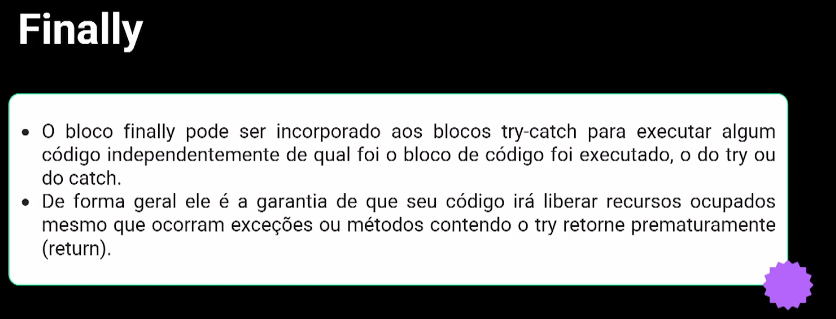 Finally
• O bloco finally pode ser incorporado aos blocos try-catch para executar algum
código independentemente de qual foi o bloco de código foi executado, o do try ou
do catch.
• De forma geral ele é a garantia de que seu código irá liberar recursos ocupados
mesmo que ocorram exceções ou métodos contendo o try retorne prematuramente
(return).